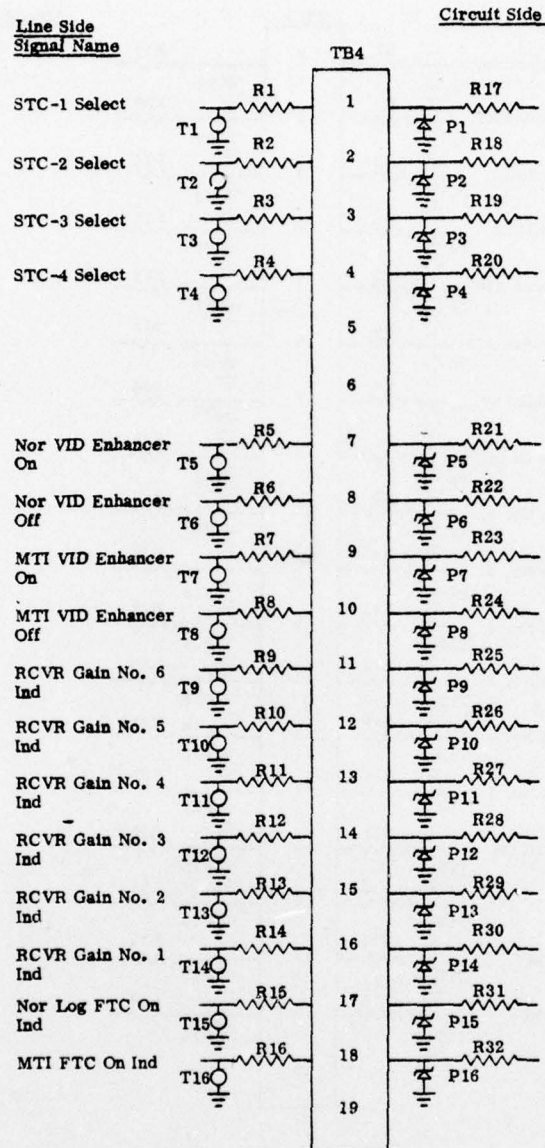 Circuit Side
Line Side
Signal Name
TB4
STC-1 Select T1 R1 1 P1 R17
STC-2 Select T2 R2 2 P2 R18
STC-3 Select T3 R3 3 P3 R19
STC-4 Select T4 R4 4 P4 R20
5
6
Nor VID Enhancer
On T5 R5 7 P5 R21
Nor VID Enhancer
Off T6 R6 8 P6 R22
MTI VID Enhancer
On T7 R7 9 P7 R23
MTI VID Enhancer
Off T8 R8 10 P8 R24
RCVR Gain No. 6
Ind T9 R9 11 P9 R25
RCVR Gain No. 5
Ind T10 R10 12 P10 R26
RCVR Gain No. 4
Ind T11 R11 13 P11 R27
RCVR Gain No. 3
Ind T12 R12 14 P12 R28
RCVR Gain No. 2
Ind T13 R13 15 P13 R29
RCVR Gain No. 1
Ind T14 R14 16 P14 R30
Nor Log FTC On
Ind T15 R15 17 P15 R31
MTI FTC On Ind T16 R16 18 P16 R32
19